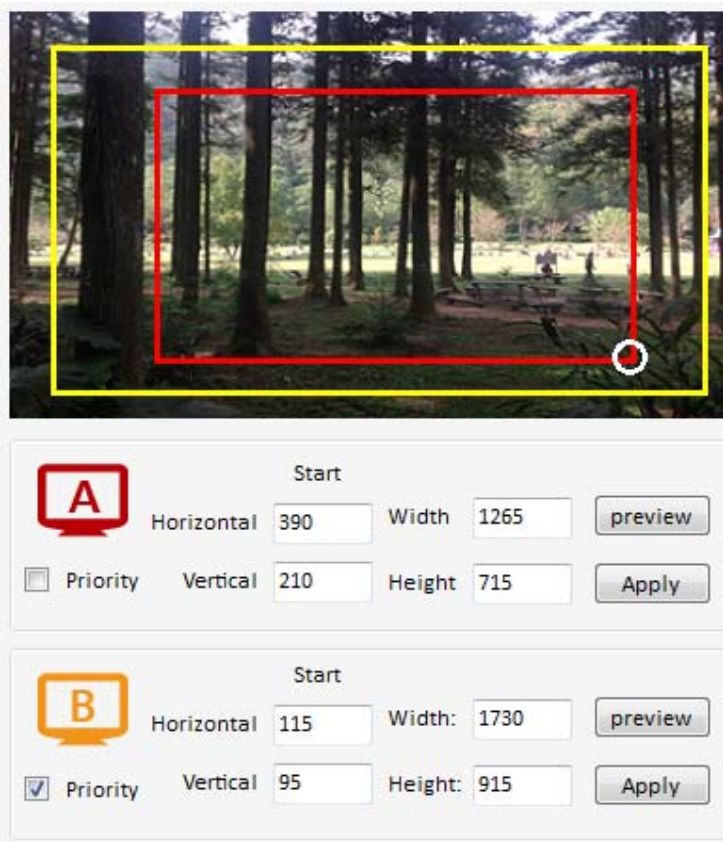 A
Start
Horizontal 390 Width 1265 preview
Priority Vertical 210 Height 715 Apply
B
Start
Horizontal 115 Width: 1730 preview
Priority Vertical 95 Height: 915 Apply